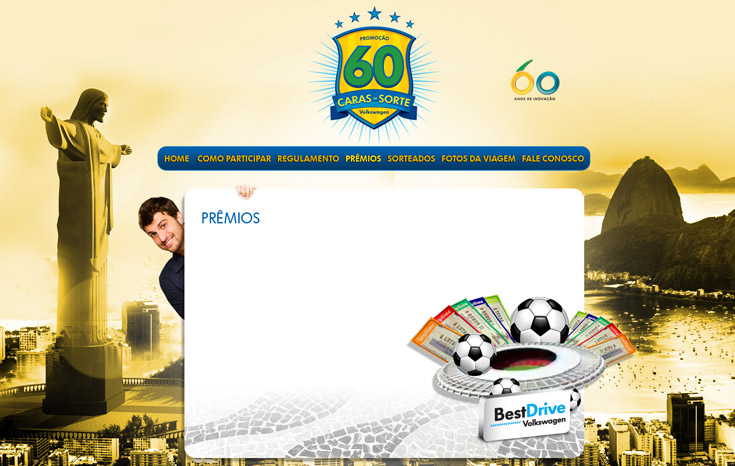 PROMOÇÃO
60
CARAS DE SORTE
Volkswagen
60
ANOS DE INOVAÇÃO
HOME COMO PARTICIPAR REGULAMENTO PRÊMIOS SORTEADOS FOTOS DA VIAGEM FALE CONOSCO
PRÊMIOS
BestDrive
Volkswagen